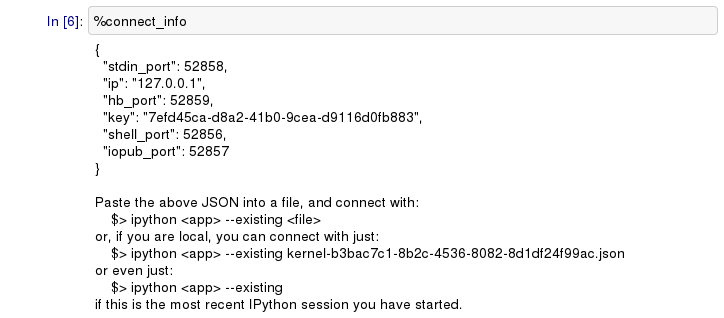 In [6]: %connect_info
{
  "stdin_port": 52858,
  "ip": "127.0.0.1",
  "hb_port": 52859,
  "key": "7efd45ca-d8a2-41b0-9cea-d9116d0fb883",
  "shell_port": 52856,
  "iopub_port": 52857
}
Paste the above JSON into a file, and connect with:
    $> ipython <app> --existing <file>
or, if you are local, you can connect with just:
    $> ipython <app> --existing kernel-b3bac7c1-8b2c-4536-8082-8d1df24f99ac.json
or even just:
    $> ipython <app> --existing
if this is the most recent IPython session you have started.